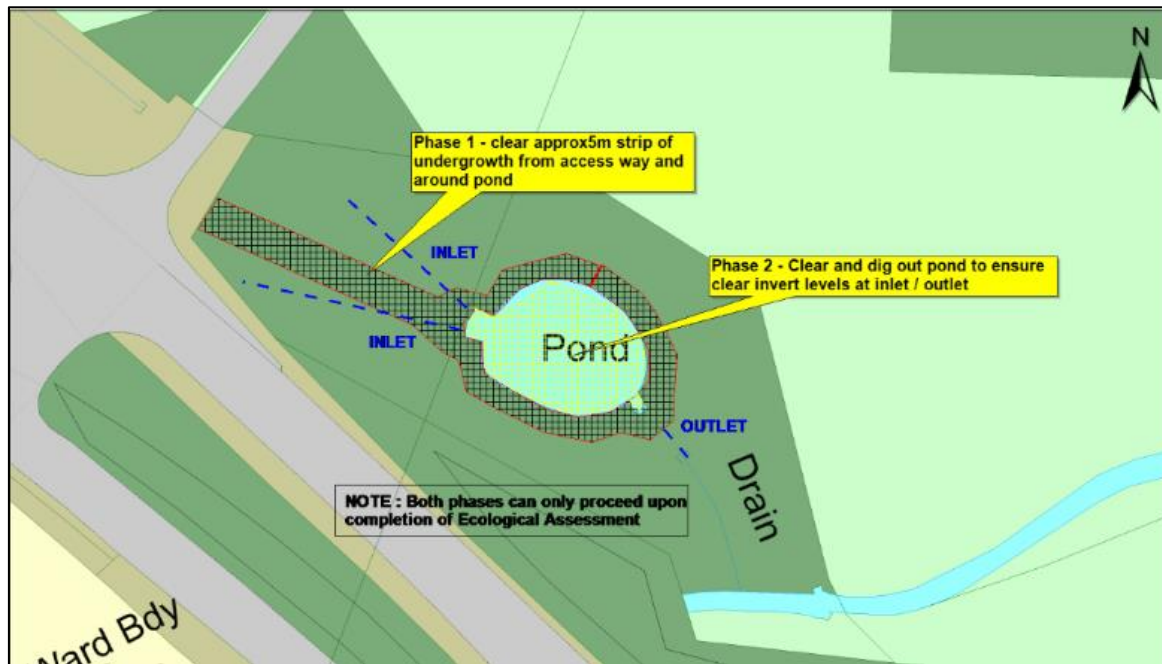 N
Phase 1 - clear approx5m strip of
undergrowth from access way and
around pond
INLET
Phase 2 - Clear and dig out pond to ensure
clear invert levels at inlet / outlet
INLET
Pond
OUTLET
Drain
NOTE : Both phases can only proceed upon
completion of Ecological Assessment
Ward Bdy